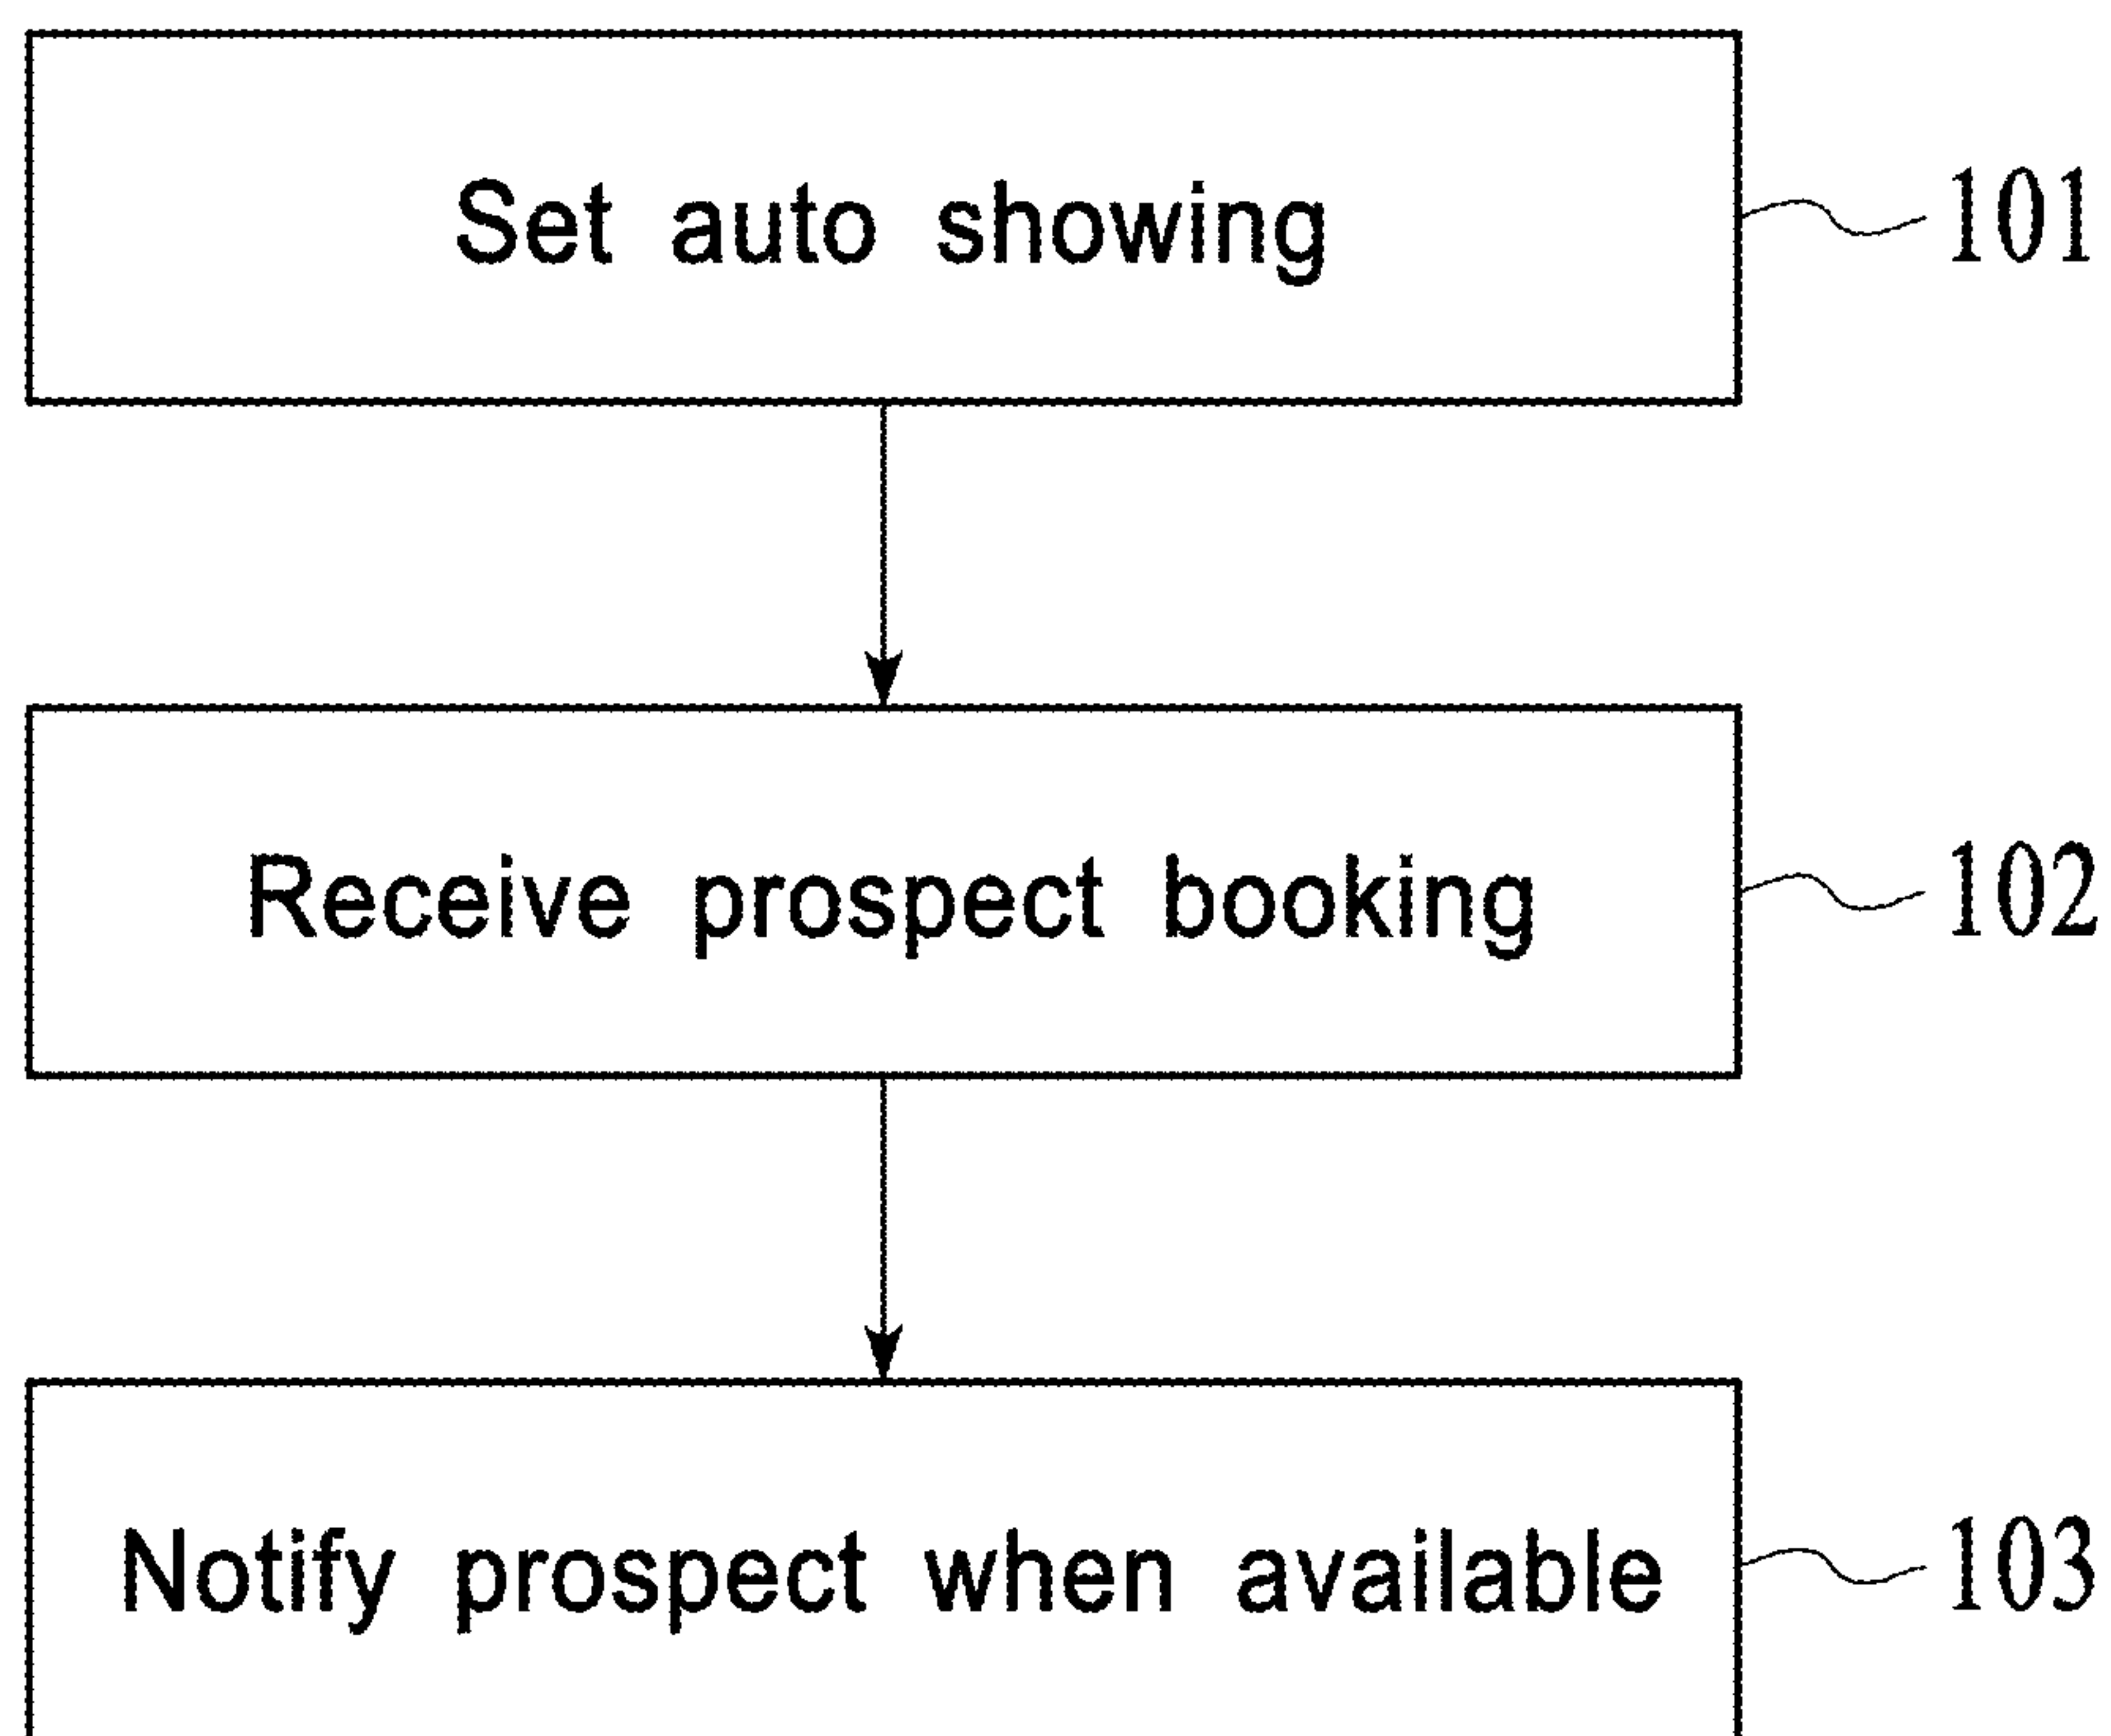 Set auto showing
101
Receive prospect booking
102
Notify prospect when available
103